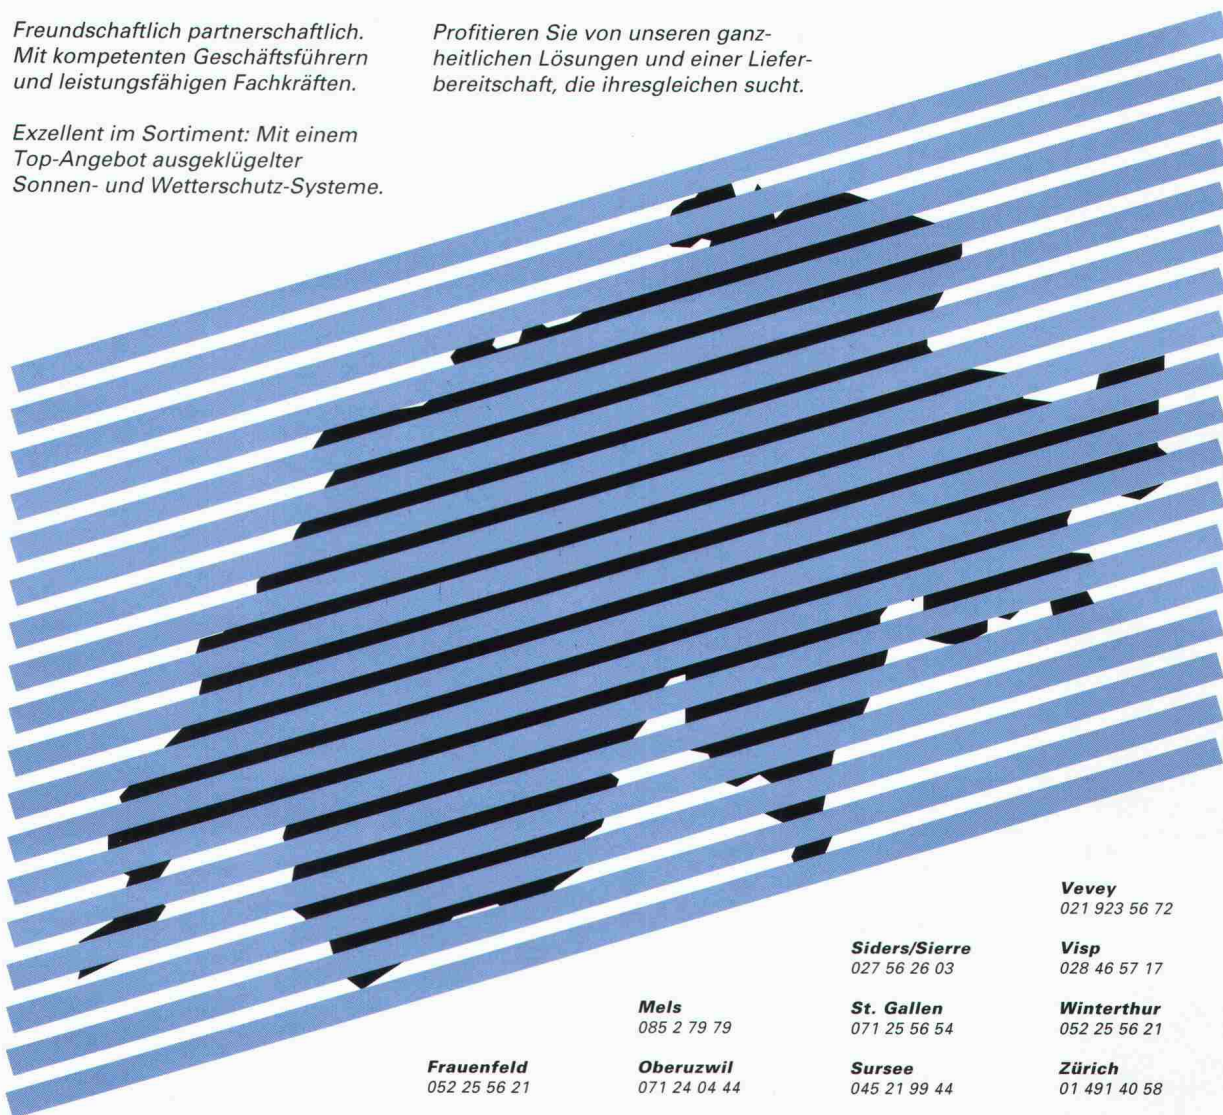 Freundschaftlich partnerschaftlich.
Mit kompetenten Geschäftsführern
und leistungsfähigen Fachkräften.
Exzellent im Sortiment: Mit einem
Top-Angebot ausgeklügelter
Sonnen- und Wetterschutz-Systeme.
Profitieren Sie von unseren ganz-
heitlichen Lösungen und einer Liefer-
bereitschaft, die ihresgleichen sucht.
Vevey
021 923 56 72
Siders/Sierre
027 56 26 03
Visp
028 46 57 17
Mels
085 2 79 79
St. Gallen
071 25 56 54
Winterthur
052 25 56 21
Frauenfeld
052 25 56 21
Oberuzwil
071 24 04 44
Sursee
045 21 99 44
Zürich
01 491 40 58